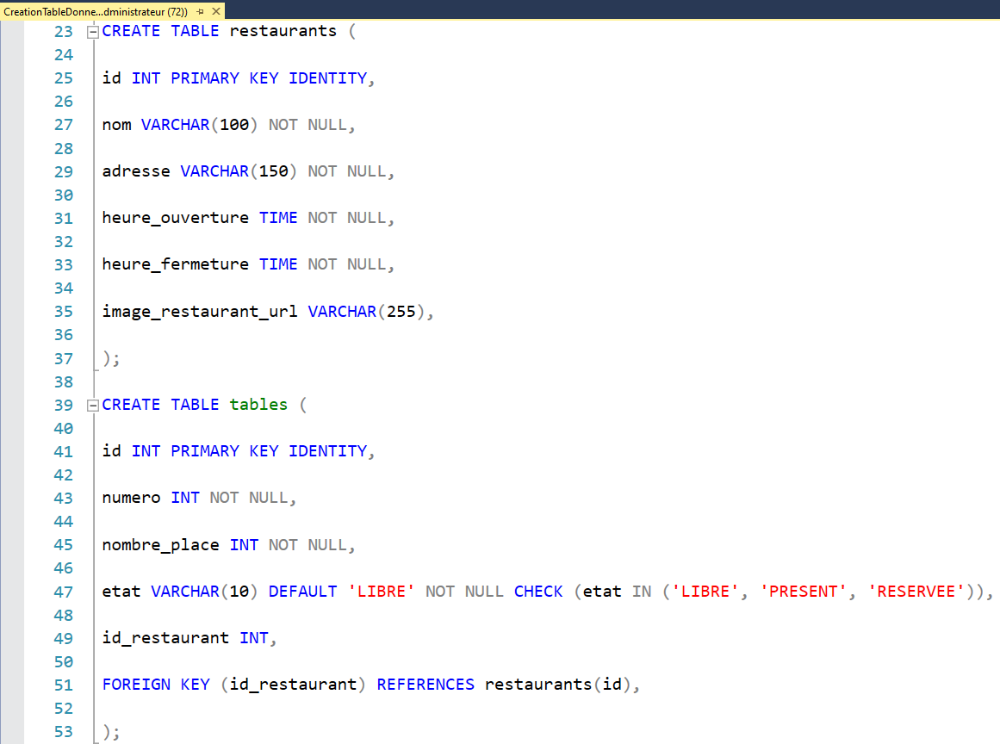 CreationTableDonne...dministrateur (72))
23 CREATE TABLE restaurants (
24
25 id INT PRIMARY KEY IDENTITY,
26
27 nom VARCHAR(100) NOT NULL,
28
29 adresse VARCHAR(150) NOT NULL,
30
31 heure_ouverture TIME NOT NULL,
32
33 heure_fermeture TIME NOT NULL,
34
35 image_restaurant_url VARCHAR(255),
36
37 );
38
39 CREATE TABLE tables (
40
41 id INT PRIMARY KEY IDENTITY,
42
43 numero INT NOT NULL,
44
45 nombre_place INT NOT NULL,
46
47 etat VARCHAR(10) DEFAULT 'LIBRE' NOT NULL CHECK (etat IN ('LIBRE', 'PRESENT', 'RESERVEE')),
48
49 id_restaurant INT,
50
51 FOREIGN KEY (id_restaurant) REFERENCES restaurants(id),
52
53 );